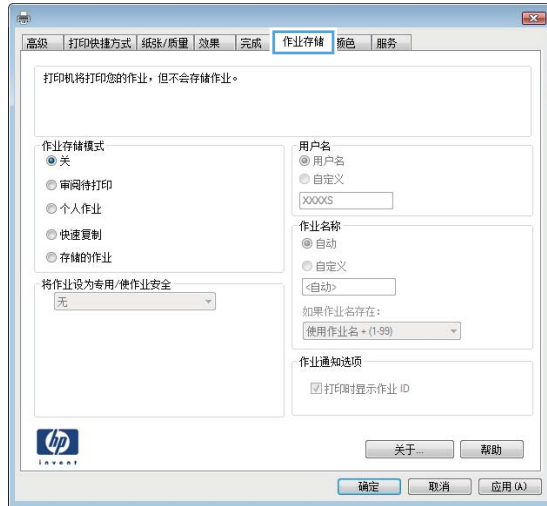 高级 打印快捷方式 纸张/质量 效果 完成 作业存储 颜色 服务
打印机将打印您的作业，但不会存储作业。
作业存储模式
关
审阅待打印
个人作业
快速复制
存储的作业
将作业设为专用/使作业安全
无
用户名
用户名
自定义
XXXXS
作业名称
自动
自定义
<自动>
如果作业名存在：
使用作业名 + (1-99)
作业通知选项
打印时显示作业 ID
hp
invent
关于... 帮助
确定 取消 应用(A)